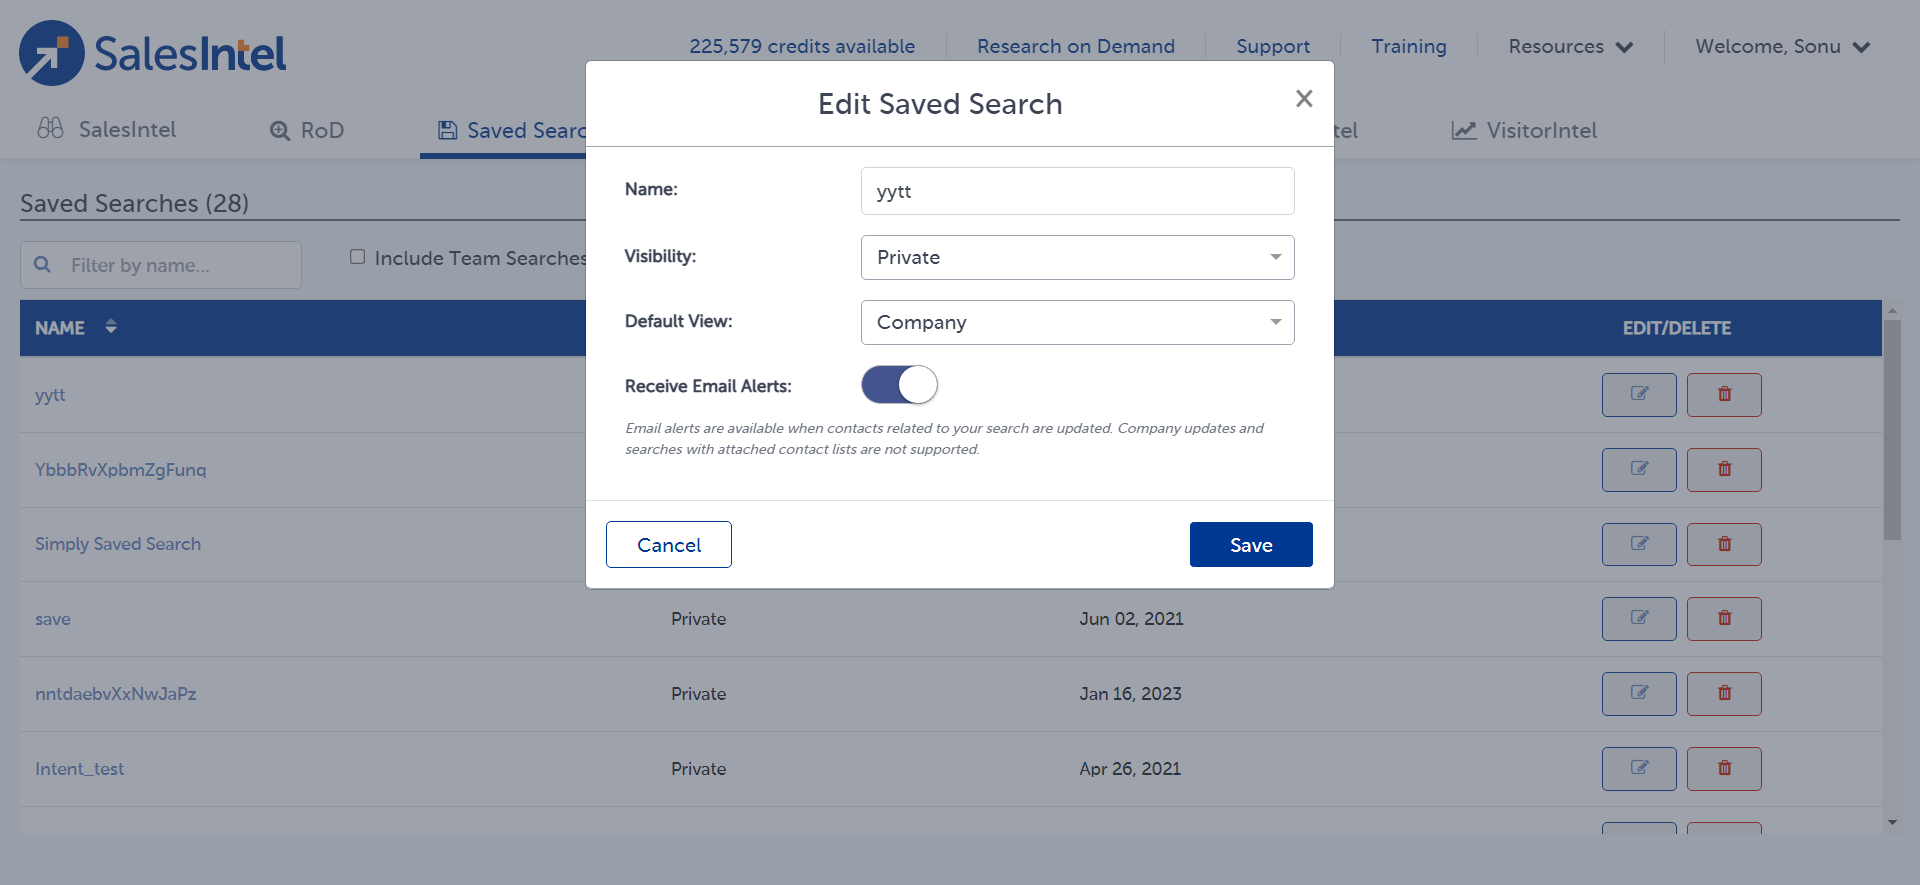 SalesIntel
225,579 credits available
Research on Demand
Support
Training
Resources
Welcome, Sonu
SalesIntel
RoD
Saved Searc
tel
VisitorIntel
Edit Saved Search
Saved Searches (28)
Filter by name...
Include Team Searches
Name:
yytt
Visibility:
Private
Default View:
Company
Receive Email Alerts:
Email alerts are available when contacts related to your search are updated. Company updates and
searches with attached contact lists are not supported.
Cancel
Save
NAME
EDIT/DELETE
yytt
YbbbRvXpbmZgFunq
Simply Saved Search
save
Private
Jun 02, 2021
nntdaebvXxNwJaPz
Private
Jan 16, 2023
Intent_test
Private
Apr 26, 2021